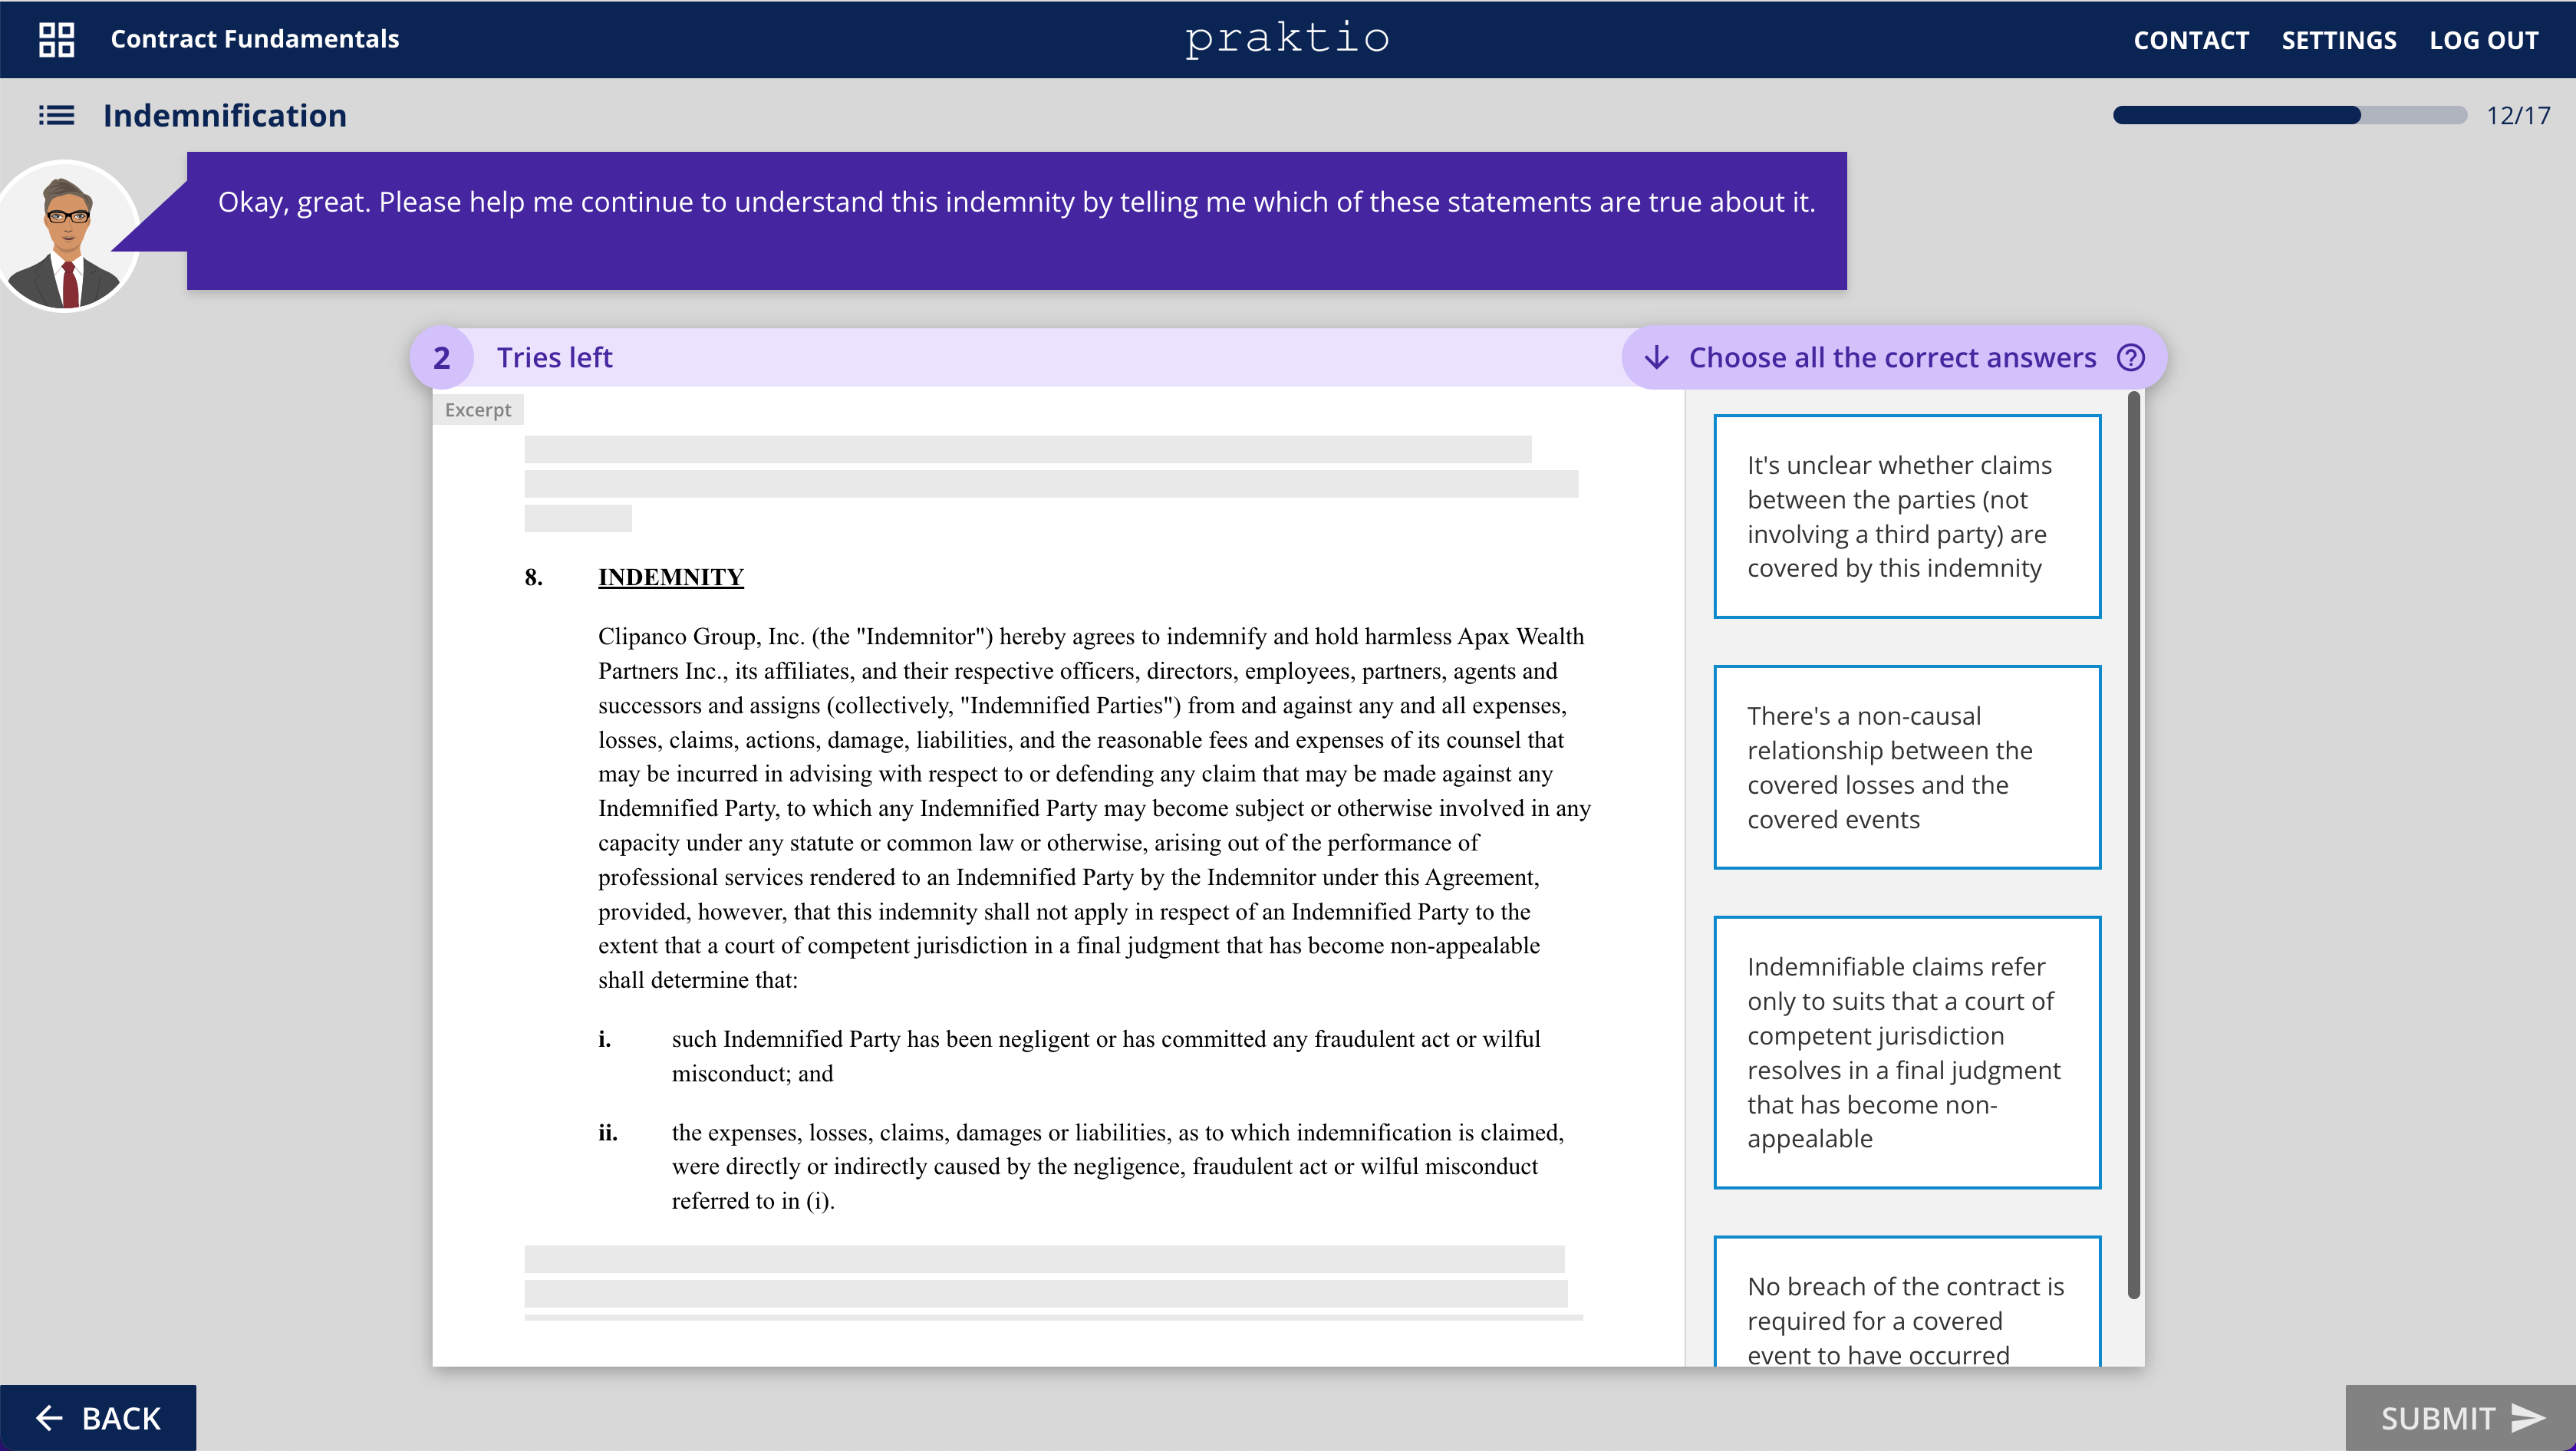 Contract Fundamentals
praktio
CONTACT SETTINGS LOG OUT
Indemnification
12/17
Okay, great. Please help me continue to understand this indemnity by telling me which of these statements are true about it.
2 Tries left
Choose all the correct answers
Excerpt
8. INDEMNITY
Clipanco Group, Inc. (the "Indemnitor") hereby agrees to indemnify and hold harmless Apax Wealth
Partners Inc., its affiliates, and their respective officers, directors, employees, partners, agents and
successors and assigns (collectively, "Indemnified Parties") from and against any and all expenses,
losses, claims, actions, damage, liabilities, and the reasonable fees and expenses of its counsel that
may be incurred in advising with respect to or defending any claim that may be made against any
Indemnified Party, to which any Indemnified Party may become subject or otherwise involved in any
capacity under any statute or common law or otherwise, arising out of the performance of
professional services rendered to an Indemnified Party by the Indemnitor under this Agreement,
provided, however, that this indemnity shall not apply in respect of an Indemnified Party to the
extent that a court of competent jurisdiction in a final judgment that has become non-appealable
shall determine that:
i. such Indemnified Party has been negligent or has committed any fraudulent act or wilful
misconduct; and
ii. the expenses, losses, claims, damages or liabilities, as to which indemnification is claimed,
were directly or indirectly caused by the negligence, fraudulent act or wilful misconduct
referred to in (i).
It's unclear whether claims
between the parties (not
involving a third party) are
covered by this indemnity
There's a non-causal
relationship between the
covered losses and the
covered events
Indemnifiable claims refer
only to suits that a court of
competent jurisdiction
resolves in a final judgment
that has become non-
appealable
No breach of the contract is
required for a covered
event to have occurred
BACK
SUBMIT